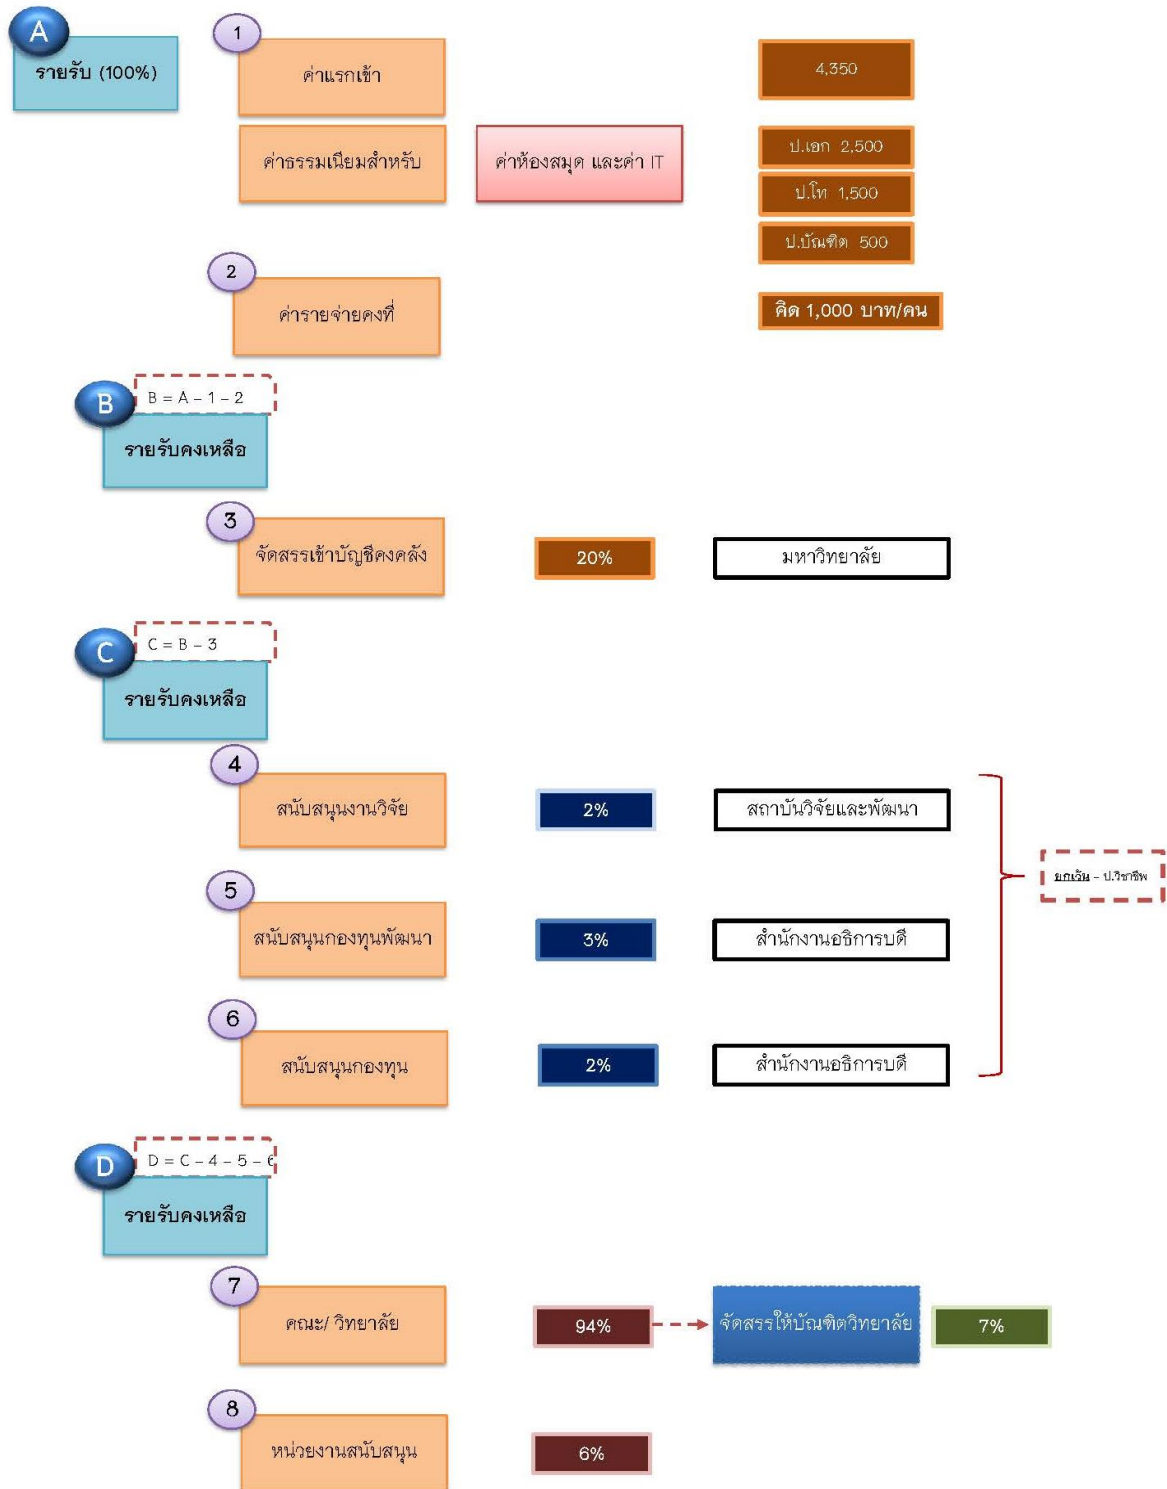 A
รายรับ (100%)
1
ค่าแรกเข้า
4,350
ค่าธรรมเนียมสำหรับ
ค่าห้องสมุด และค่า IT
ป.เอก 2,500
ป.โท 1,500
ป.บัณฑิต 500
2
ค่ารายจ่ายคงที่
คิด 1,000 บาท/คน
B
B = A – 1 – 2
รายรับคงเหลือ
3
จัดสรรเข้าบัญชีคงคลัง
20%
มหาวิทยาลัย
C
C = B – 3
รายรับคงเหลือ
4
สนับสนุนงานวิจัย
2%
สถาบันวิจัยและพัฒนา
ยกเว้น – ป.วิชาชีพ
5
สนับสนุนกองทุนพัฒนา
3%
สำนักงานอธิการบดี
6
สนับสนุนกองทุน
2%
สำนักงานอธิการบดี
D
D = C – 4 – 5 – 6
รายรับคงเหลือ
7
คณะ/ วิทยาลัย
94%
จัดสรรให้บัณฑิตวิทยาลัย
7%
8
หน่วยงานสนับสนุน
6%